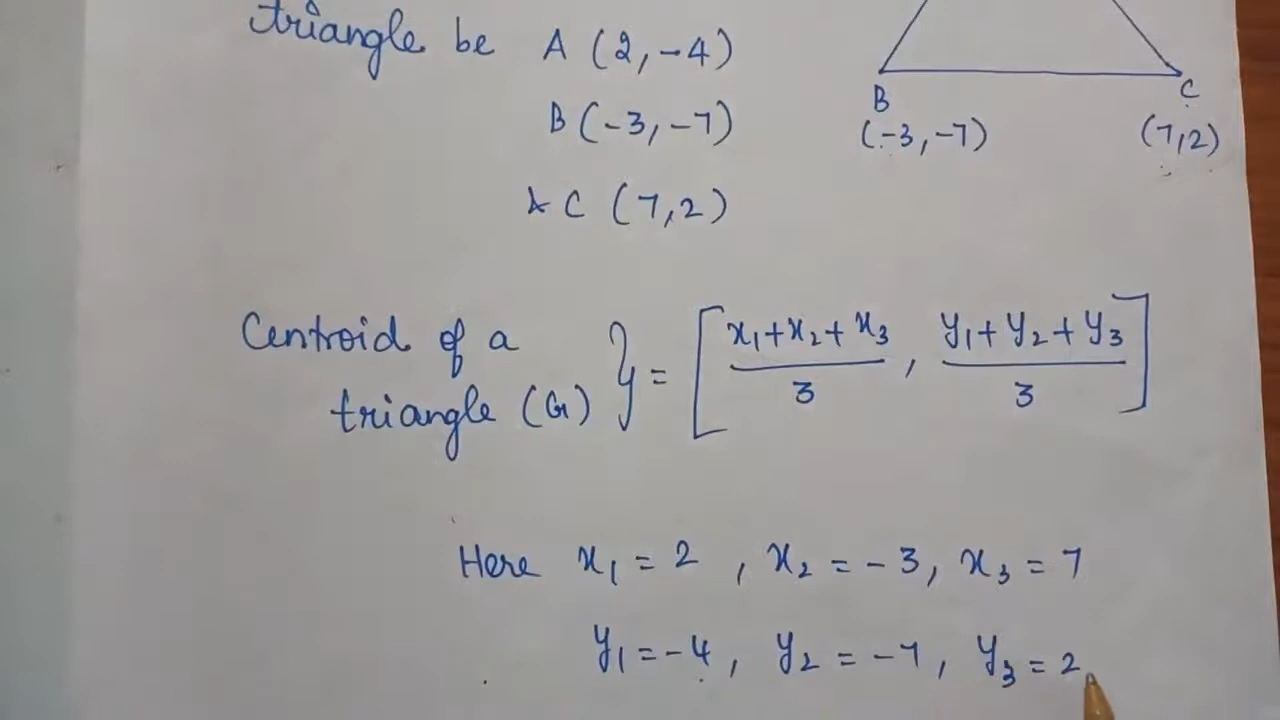 triangle be A (2, -4)
B (-3, -7)
& C (7,2)
B
(-3, -7)
C
(7,2)
Centroid of a
triangle (G) } = [ x₁+x₂+x₃ / 3 , y₁+y₂+y₃ / 3 ]
Here x₁ = 2 , x₂ = -3, x₃ = 7
y₁ = -4, y₂ = -7, y₃ = 2